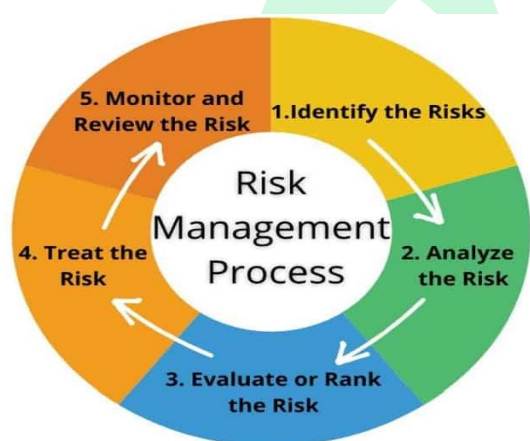 1.Identify the Risks
2. Analyze
the Risk
3. Evaluate or Rank
the Risk
4. Treat the
Risk
5. Monitor and
Review the Risk
Risk
Management
Process